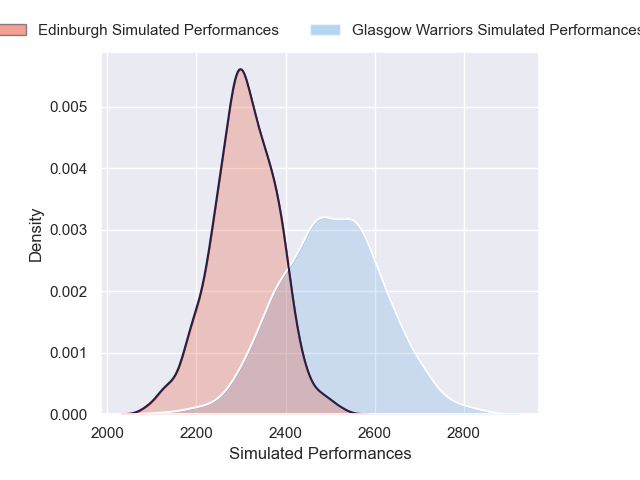 Edinburgh Simulated Performances
Glasgow Warriors Simulated Performances
0.005
0.004
0.003
0.002
0.001
0.000
Density
2000 2200 2400 2600 2800
Simulated Performances